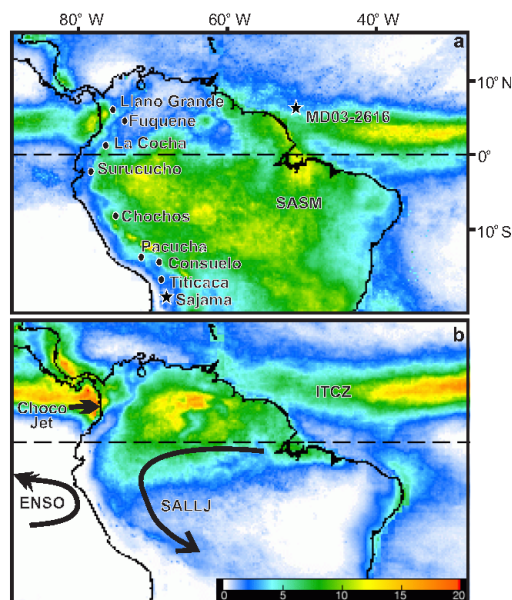 80° W
60° W
40° W
a
10° N
Llano Grande
Fuquene
MD03-2616
La Cocha
0°
Surucucho
SASM
Chochos
10° S
Pacucha
Consuelo
Titicaca
Sajama
b
ITCZ
Choco
Jet
ENSO
SALLJ
0
5
10
15
20